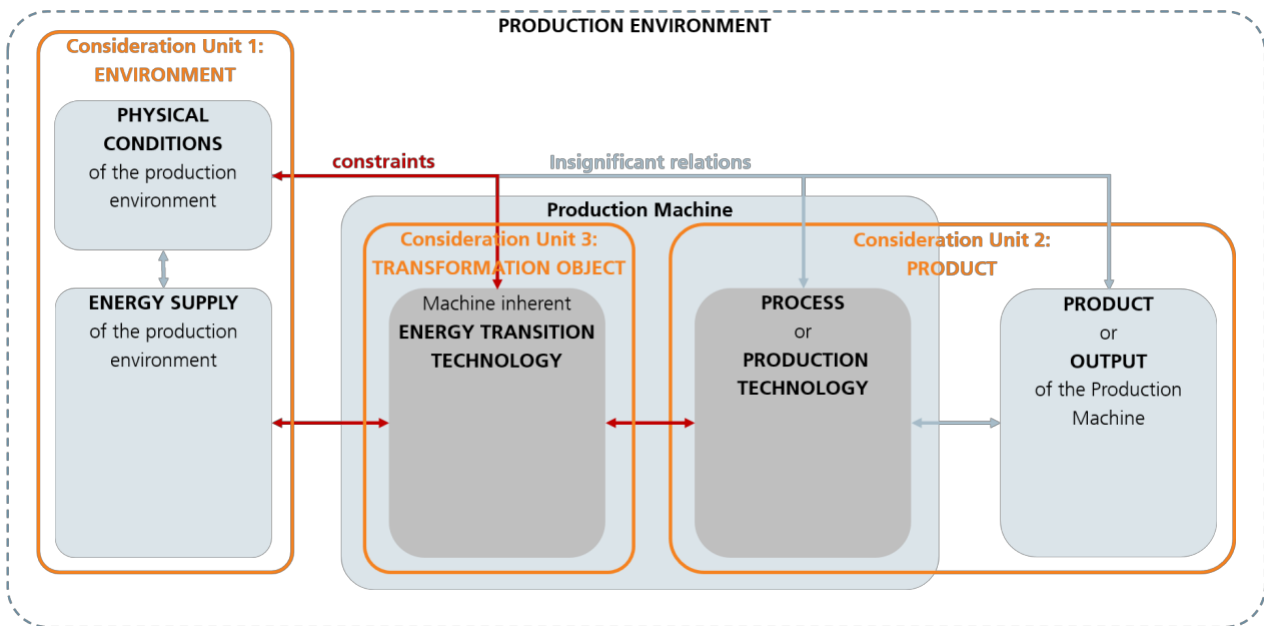 PRODUCTION ENVIRONMENT
Consideration Unit 1:
ENVIRONMENT
PHYSICAL
CONDITIONS
of the production
environment
constraints
Insignificant relations
Production Machine
Consideration Unit 3:
TRANSFORMATION OBJECT
Consideration Unit 2:
PRODUCT
ENERGY SUPPLY
of the production
environment
Machine inherent
ENERGY TRANSITION
TECHNOLOGY
PROCESS
or
PRODUCTION
TECHNOLOGY
PRODUCT
or
OUTPUT
of the Production
Machine